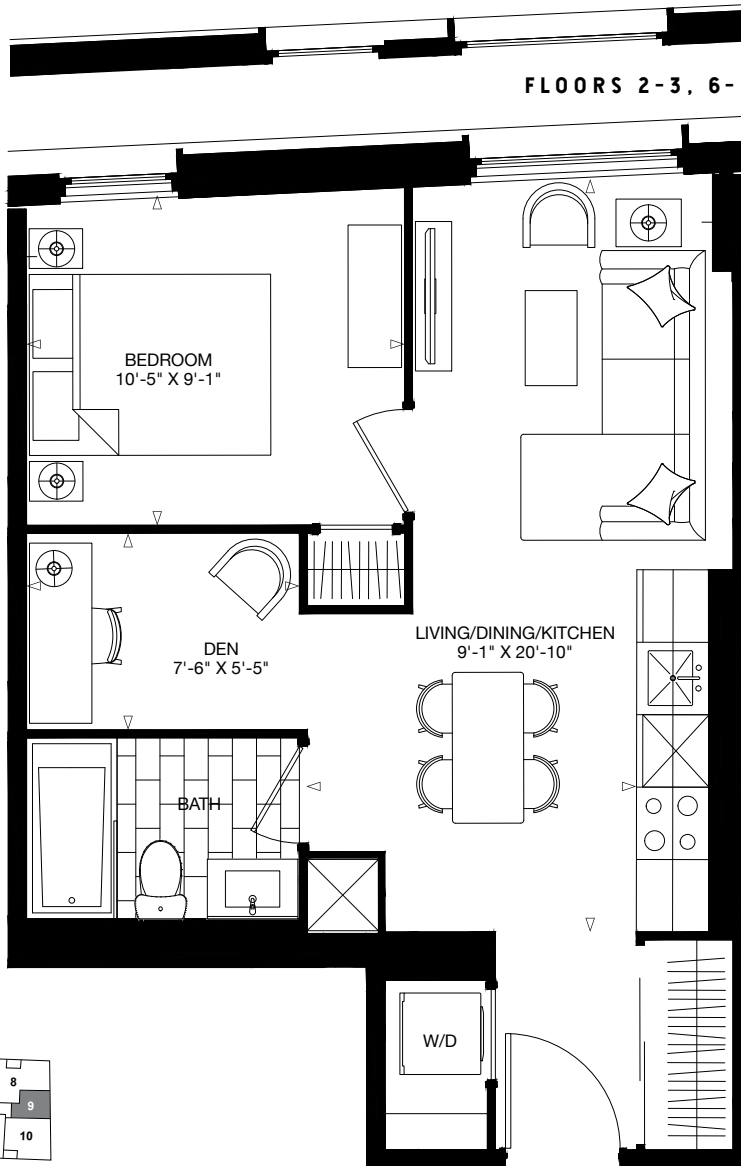 FLOORS 2-3, 6-
BEDROOM
10'-5" X 9'-1"
LIVING/DINING/KITCHEN
9'-1" X 20'-10"
DEN
7'-6" X 5'-5"
BATH
W/D
8
9
10